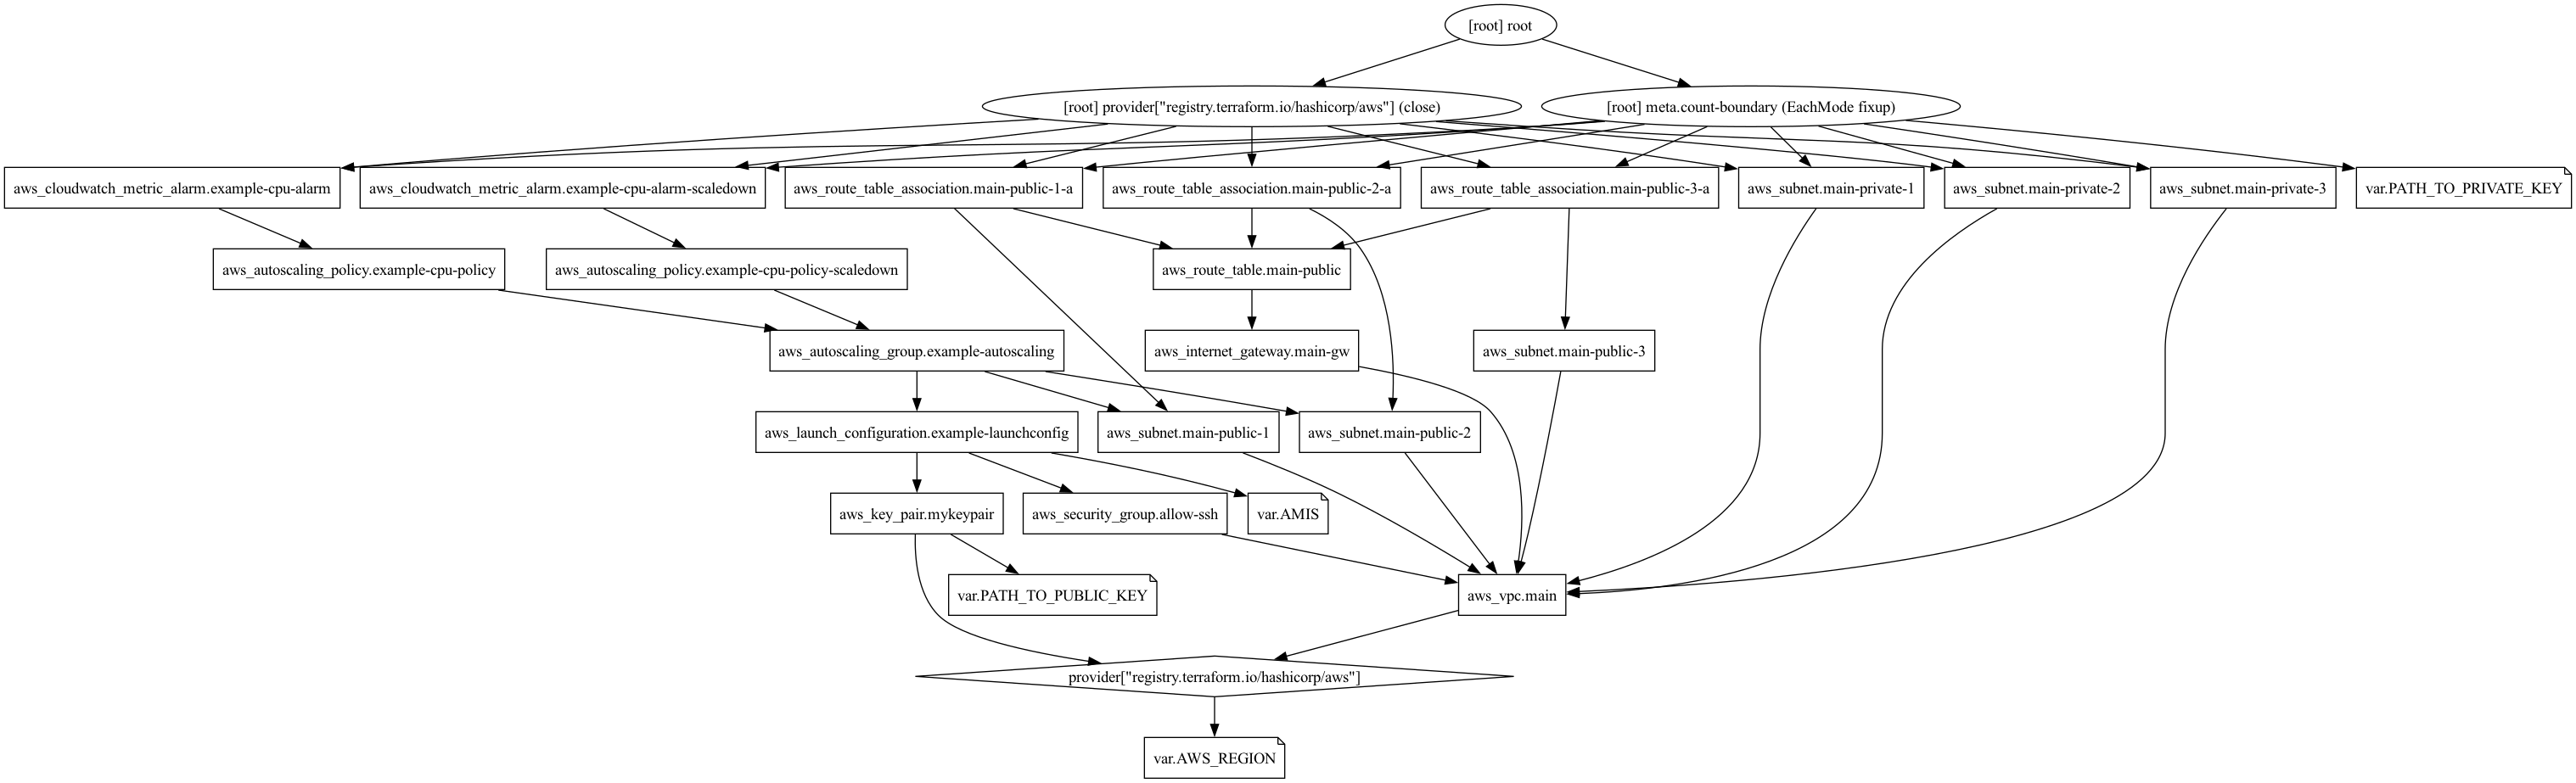 [root] root
[root] provider["registry.terraform.io/hashicorp/aws"] (close)
[root] meta.count-boundary (EachMode fixup)
aws_cloudwatch_metric_alarm.example-cpu-alarm
aws_cloudwatch_metric_alarm.example-cpu-alarm-scaledown
aws_route_table_association.main-public-1-a
aws_route_table_association.main-public-2-a
aws_route_table_association.main-public-3-a
aws_subnet.main-private-1
aws_subnet.main-private-2
aws_subnet.main-private-3
var.PATH_TO_PRIVATE_KEY
aws_autoscaling_policy.example-cpu-policy
aws_autoscaling_policy.example-cpu-policy-scaledown
aws_route_table.main-public
aws_autoscaling_group.example-autoscaling
aws_internet_gateway.main-gw
aws_subnet.main-public-3
aws_launch_configuration.example-launchconfig
aws_subnet.main-public-1
aws_subnet.main-public-2
aws_key_pair.mykeypair
aws_security_group.allow-ssh
var.AMIS
var.PATH_TO_PUBLIC_KEY
aws_vpc.main
provider["registry.terraform.io/hashicorp/aws"]
var.AWS_REGION